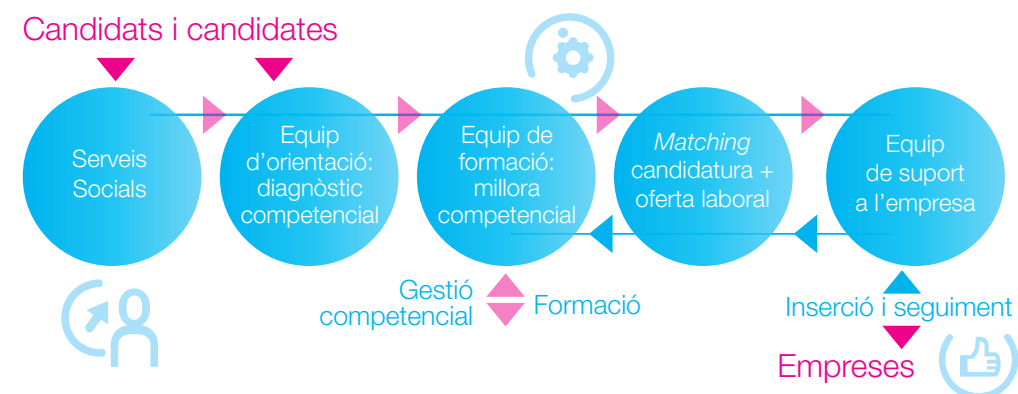 Candidats i candidates
Serveis
Socials
Equip
d’orientació:
diagnòstic
competencial
Equip de
formació:
millora
competencial
Matching
candidatura +
oferta laboral
Equip
de suport
a l’empresa
Gestió
competencial
Formació
Inserció i seguiment
Empreses